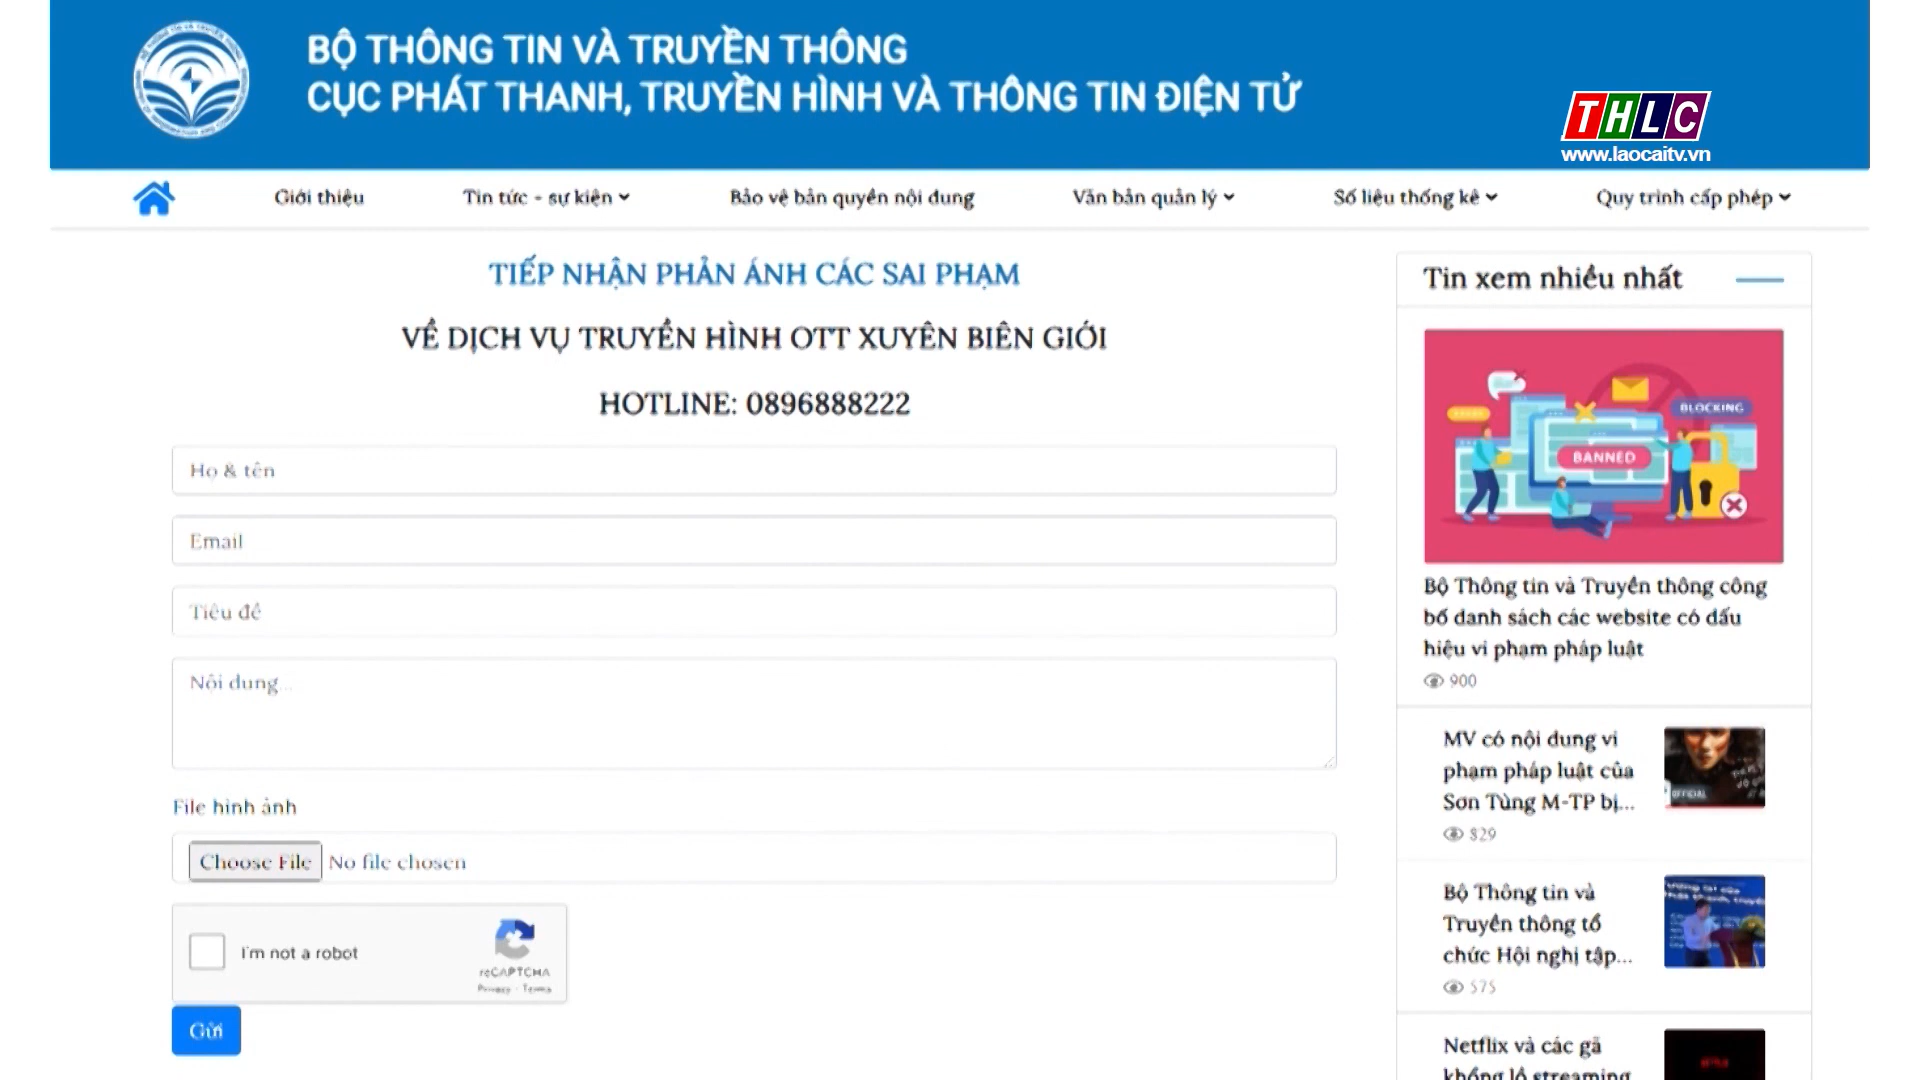 BỘ THÔNG TIN VÀ TRUYỀN THÔNG
CỤC PHÁT THANH, TRUYỀN HÌNH VÀ THÔNG TIN ĐIỆN TỬ
THLC
www.laocaitv.vn
Giới thiệu
Tin tức - sự kiện
Bảo vệ bản quyền nội dung
Văn bản quản lý
Số liệu thống kê
Quy trình cấp phép
TIẾP NHẬN PHẢN ÁNH CÁC SAI PHẠM
VỀ DỊCH VỤ TRUYỀN HÌNH OTT XUYÊN BIÊN GIỚI
HOTLINE: 0896888222
Họ & tên
Email
Tiêu đề
Nội dung...
File hình ảnh
Choose File No file chosen
I'm not a robot
reCAPTCHA
Privacy - Terms
Gửi
Tin xem nhiều nhất
BLOCKING
BANNED
Bộ Thông tin và Truyền thông công
bố danh sách các website có dấu
hiệu vi phạm pháp luật
900
MV có nội dung vi
phạm pháp luật của
Sơn Tùng M-TP bị...
OFFICIAL
829
Bộ Thông tin và
Truyền thông tổ
chức Hội nghị tập...
575
Netflix và các gã
khổng lồ streaming